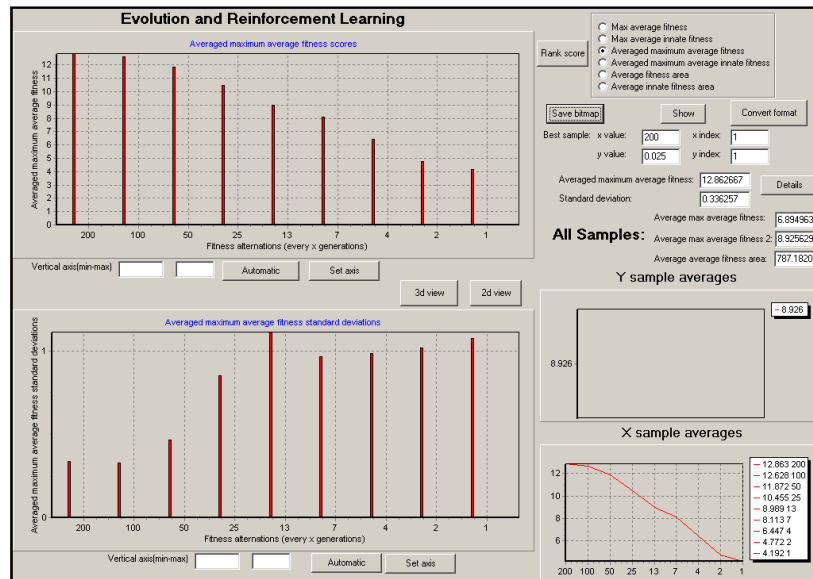 Evolution and Reinforcement Learning
Averaged maximum average fitness scores
Averaged maximum average fitness
12
11
10
9
8
7
6
5
4
3
2
1
0
200 100 50 25 13 7 4 2 1
Fitness alternations (every x generations)
Vertical axis(min-max)
Automatic
Set axis
3d view
2d view
Averaged maximum average fitness standard deviations
Averaged maximum average fitness standard deviations
1
0
200 100 50 25 13 7 4 2 1
Fitness alternations (every x generations)
Vertical axis(min-max)
Automatic
Set axis
Rank score
Max average fitness
Max average innate fitness
Averaged maximum average fitness
Averaged maximum average innate fitness
Average fitness area
Average innate fitness area
Save bitmap
Show
Convert format
Best sample: x value: 200 x index: 1
y value: 0.025 y index: 1
Averaged maximum average fitness: 12.862667
Standard deviation: 0.336257
Details
All Samples:
Average max average fitness: 6.894963
Average max average fitness 2: 8.925629
Average average fitness area: 787.1820
Y sample averages
8.926
8.926
X sample averages
12
10
8
6
200 100 50 25 13 7 4 2 1
12.863 200
12.628 100
11.872 50
10.455 25
8.989 13
8.113 7
6.447 4
4.772 2
4.192 1